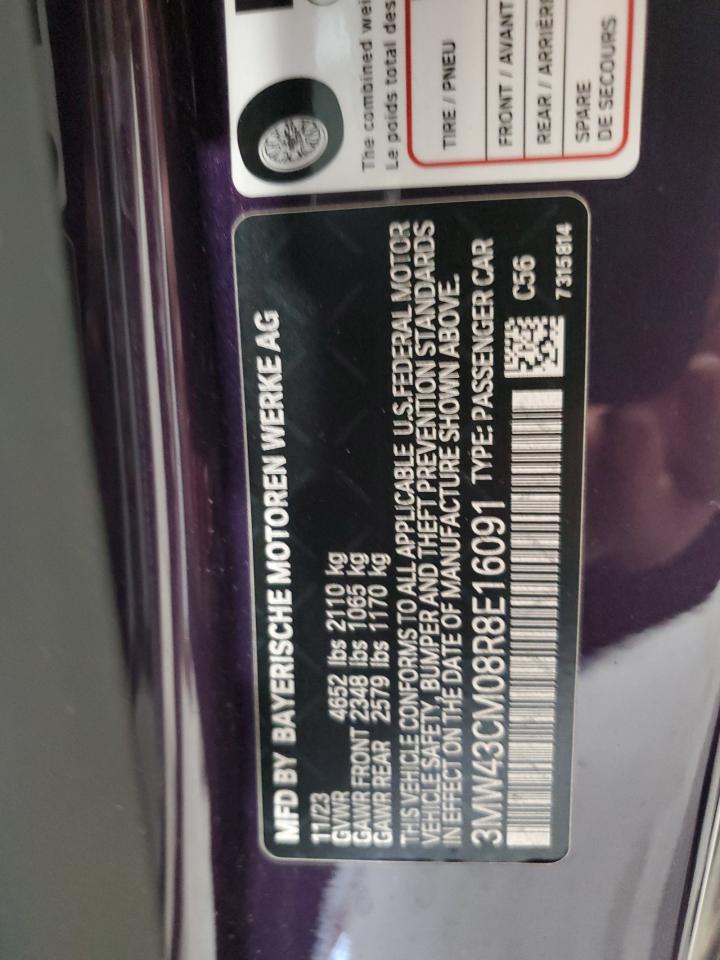 MFD BY BAYERISCHE MOTOREN WERKE AG
11/23
GVWR 4652 lbs 2110 kg
GAWR FRONT 2348 lbs 1065 kg
GAWR REAR 2579 lbs 1170 kg
THIS VEHICLE CONFORMS TO ALL APPLICABLE U.S.FEDERAL MOTOR
VEHICLE SAFETY, BUMPER AND THEFT PREVENTION STANDARDS
IN EFFECT ON THE DATE OF MANUFACTURE SHOWN ABOVE.
3MW43CM08R8E16091 TYPE: PASSENGER CAR
C56
7315814
The combined
Le poids total
TIRE / PNEU
FRONT / AVANT
REAR / ARRIÈRE
SPARE
DE SECOURS